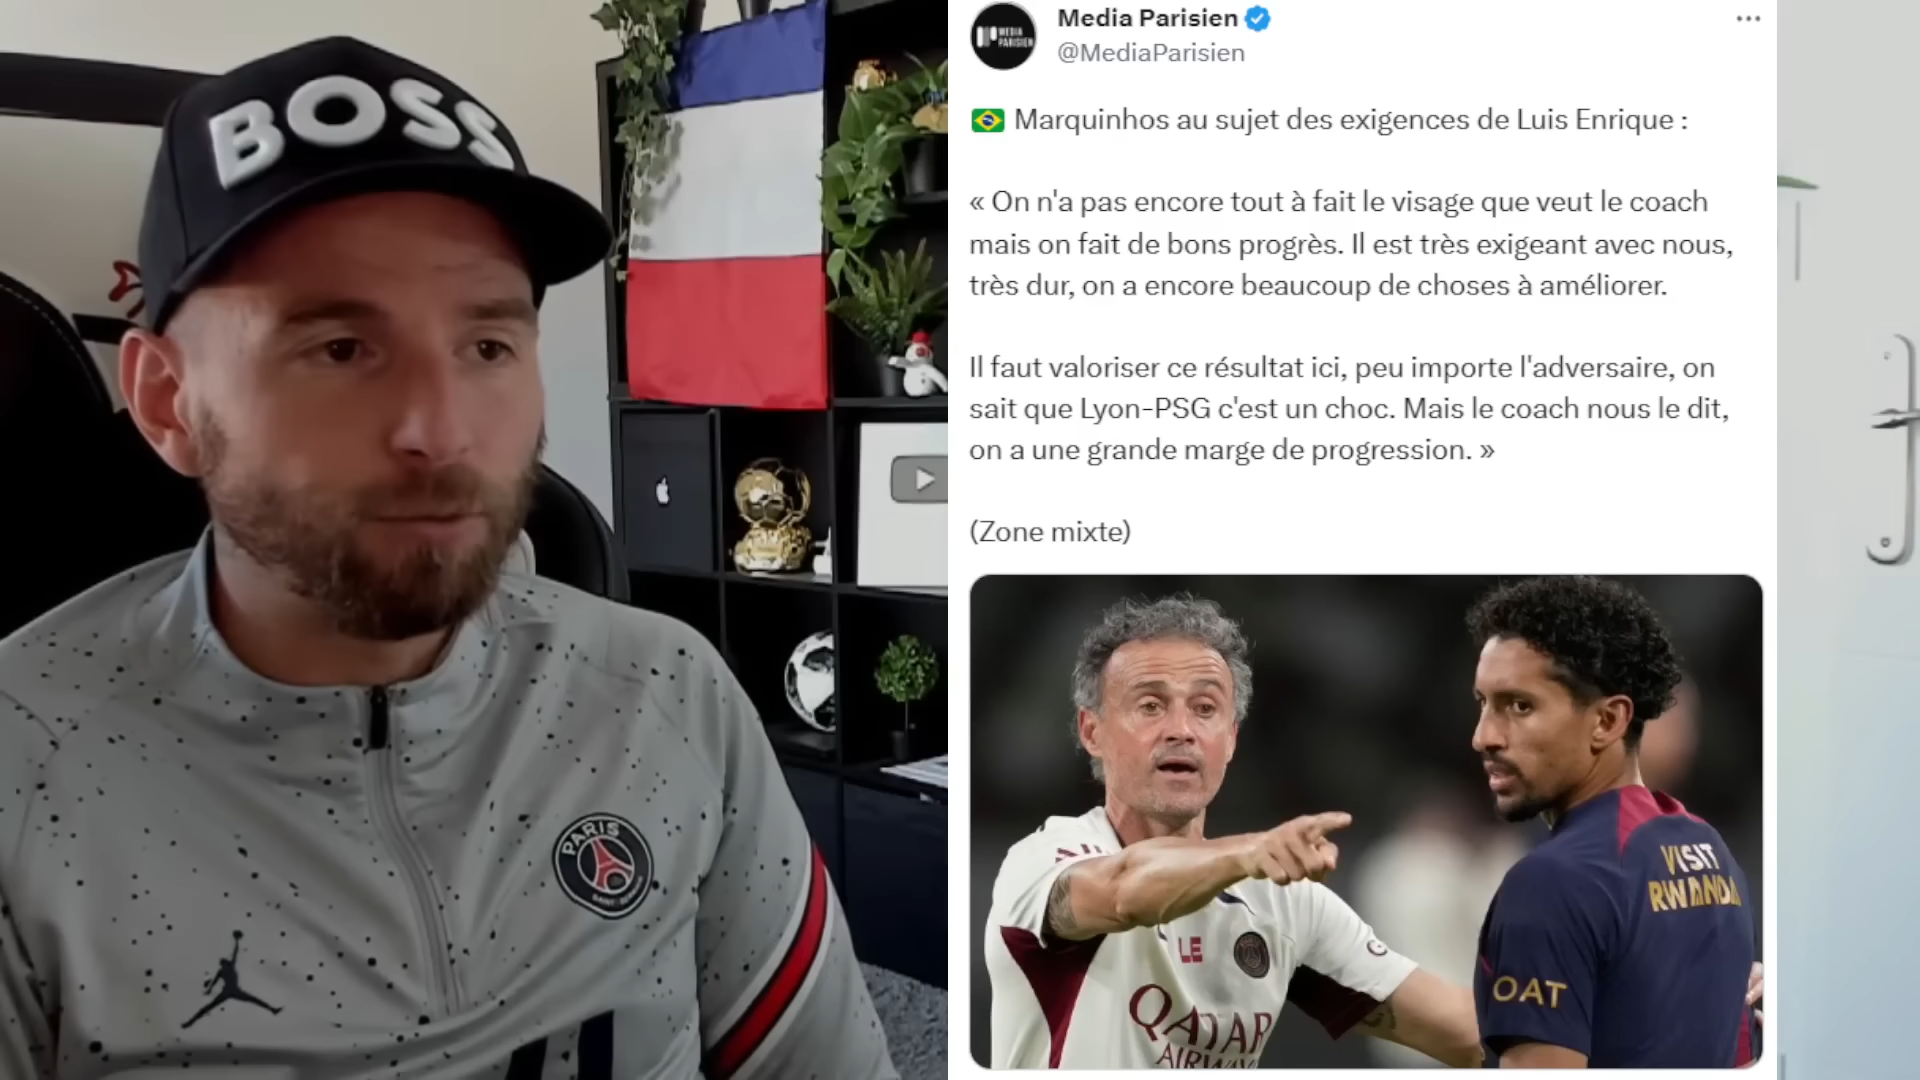 BOSS
PARIS
Media Parisien
@MediaParisien
MEDIA
PARISIEN
Marquinhos au sujet des exigences de Luis Enrique :
« On n'a pas encore tout à fait le visage que veut le coach
mais on fait de bons progrès. Il est très exigeant avec nous,
très dur, on a encore beaucoup de choses à améliorer.
Il faut valoriser ce résultat ici, peu importe l'adversaire, on
sait que Lyon-PSG c'est un choc. Mais le coach nous le dit,
on a une grande marge de progression. »
(Zone mixte)
LE
QATAR
AIRWAY
VISIT
RWANDA
OAT